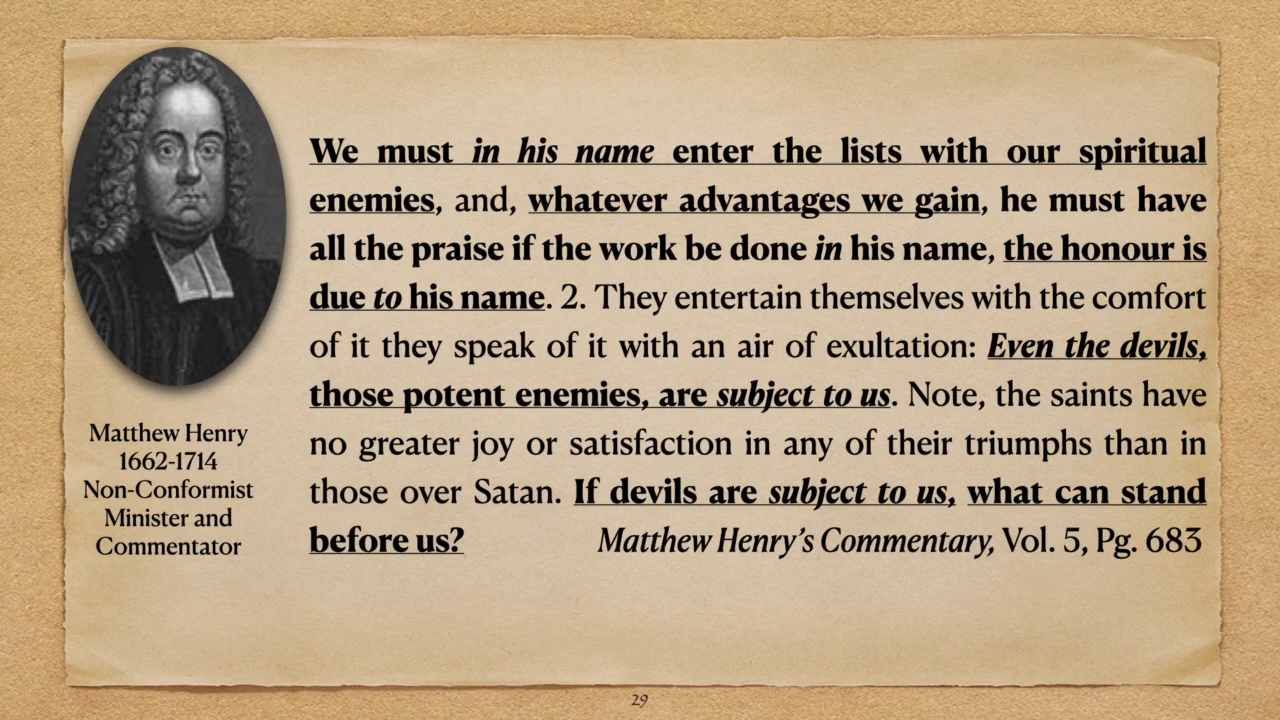 We must in his name enter the lists with our spiritual
enemies, and, whatever advantages we gain, he must have
all the praise if the work be done in his name, the honour is
due to his name. 2. They entertain themselves with the comfort
of it they speak of it with an air of exultation: Even the devils,
those potent enemies, are subject to us. Note, the saints have
no greater joy or satisfaction in any of their triumphs than in
those over Satan. If devils are subject to us, what can stand
before us? Matthew Henry’s Commentary, Vol. 5, Pg. 683
Matthew Henry
1662-1714
Non-Conformist
Minister and
Commentator
29